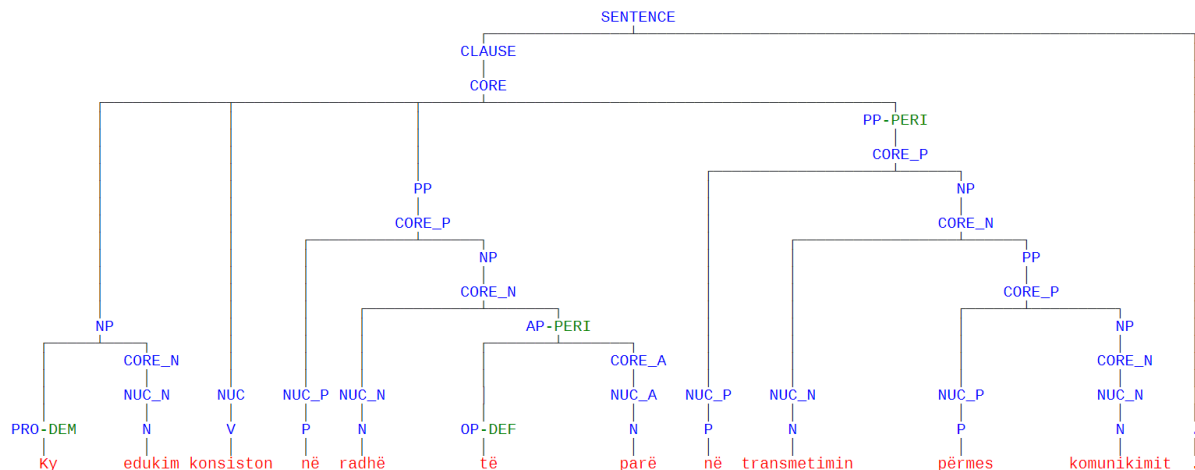 SENTENCE
CLAUSE
CORE
PP-PERI
CORE_P
PP NP
CORE_P CORE_N
NP PP
CORE_N CORE_P
NP AP-PERI NP
CORE_N CORE_A CORE_N
NUC_N NUC NUC_P NUC_N NUC_A NUC_P NUC_N NUC_P NUC_N
PRO-DEM N V P N OP-DEF N P N P N
Ky edukim konsiston në radhë të parë në transmetimin përmes komunikimit